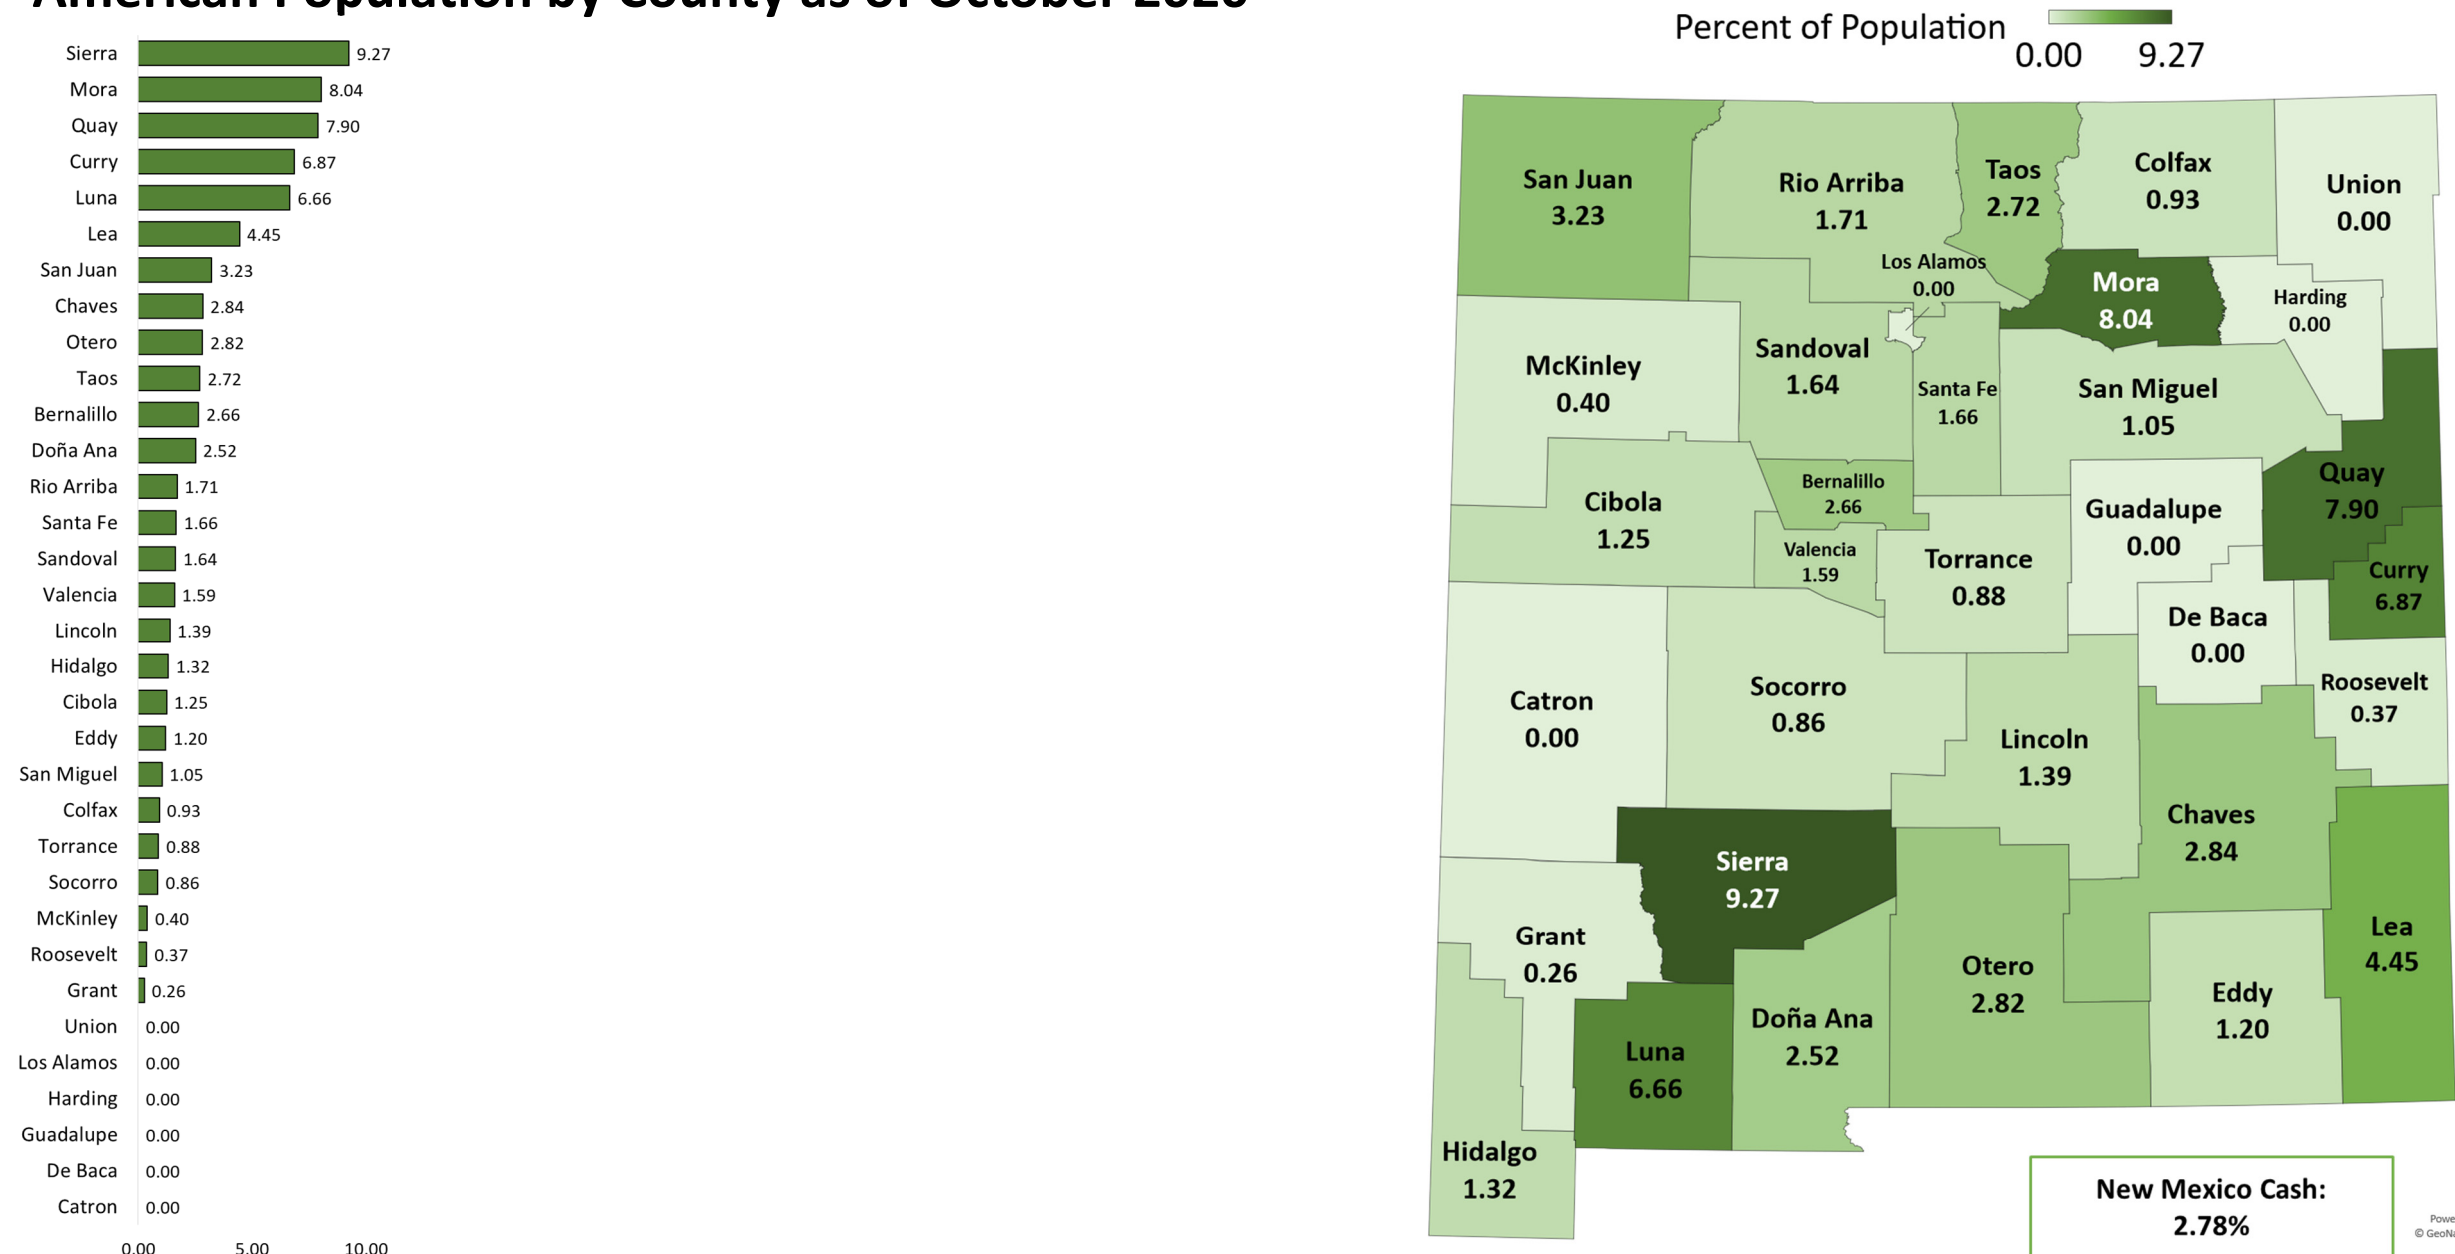 American Population by County as of October 2020
Sierra 9.27
Mora 8.04
Quay 7.90
Curry 6.87
Luna 6.66
Lea 4.45
San Juan 3.23
Chaves 2.84
Otero 2.82
Taos 2.72
Bernalillo 2.66
Doña Ana 2.52
Rio Arriba 1.71
Santa Fe 1.66
Sandoval 1.64
Valencia 1.59
Lincoln 1.39
Hidalgo 1.32
Cibola 1.25
Eddy 1.20
San Miguel 1.05
Colfax 0.93
Torrance 0.88
Socorro 0.86
McKinley 0.40
Roosevelt 0.37
Grant 0.26
Union 0.00
Los Alamos 0.00
Harding 0.00
Guadalupe 0.00
De Baca 0.00
Catron 0.00
0.00 5.00 10.00
Percent of Population
0.00 9.27
San Juan
3.23
Rio Arriba
1.71
Taos
2.72
Colfax
0.93
Union
0.00
Los Alamos
0.00
Mora
8.04
Harding
0.00
McKinley
0.40
Sandoval
1.64
Santa Fe
1.66
San Miguel
1.05
Quay
7.90
Cibola
1.25
Bernalillo
2.66
Valencia
1.59
Torrance
0.88
Guadalupe
0.00
Curry
6.87
De Baca
0.00
Roosevelt
0.37
Catron
0.00
Socorro
0.86
Lincoln
1.39
Chaves
2.84
Sierra
9.27
Grant
0.26
Otero
2.82
Lea
4.45
Eddy
1.20
Luna
6.66
Doña Ana
2.52
Hidalgo
1.32
New Mexico Cash:
2.78%